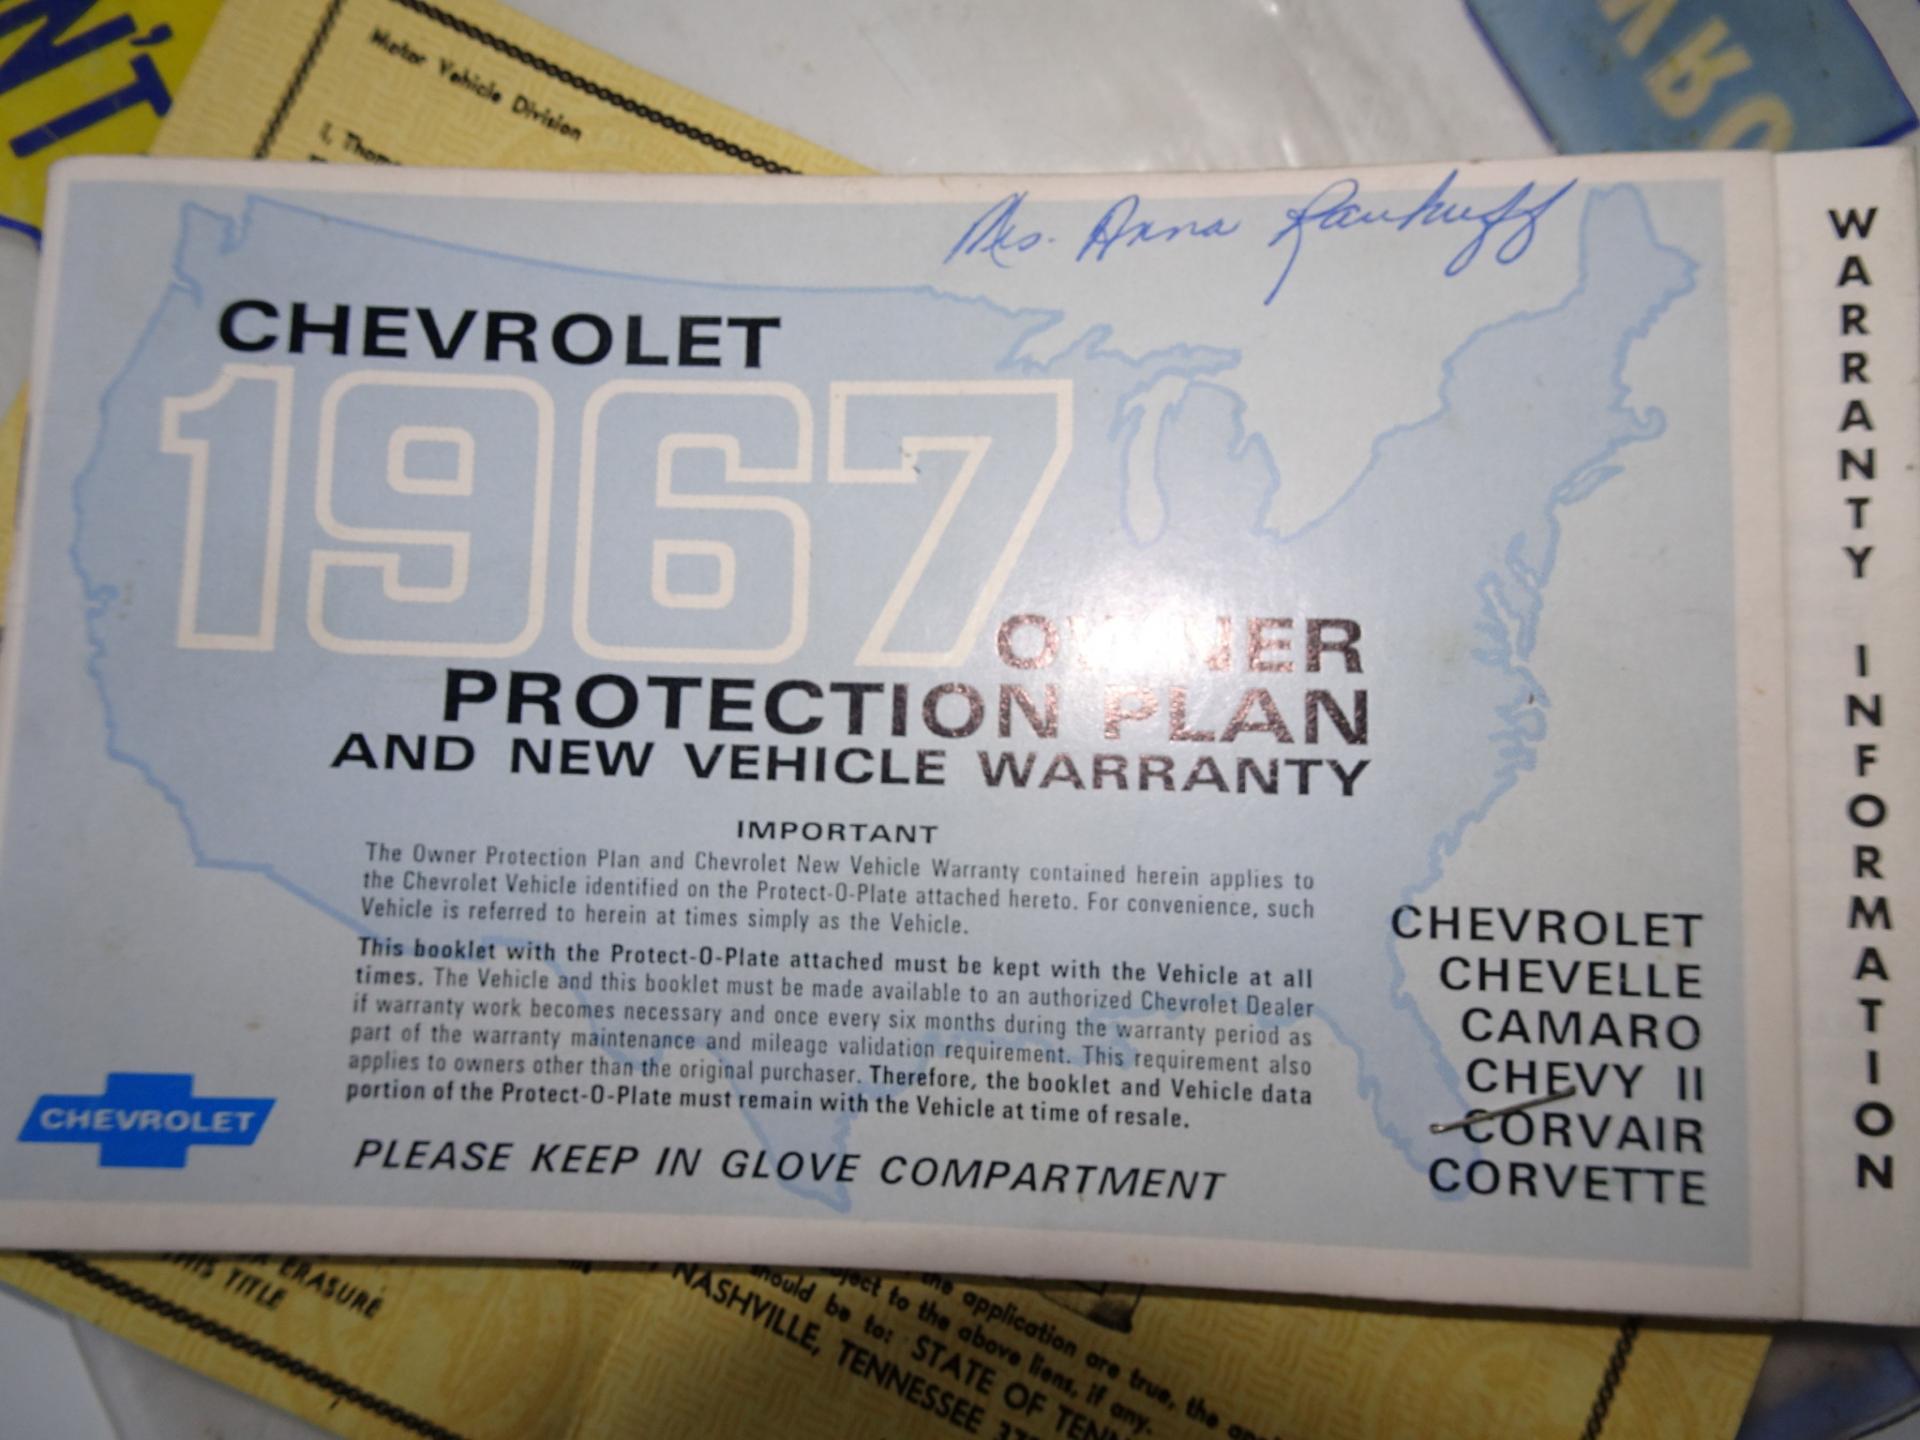 N'T
Motor Vehicle Division
I, Thom
Mrs. Anna
CHEVROLET
1967
OWNER
PROTECTION PLAN
AND NEW VEHICLE WARRANTY
IMPORTANT
The Owner Protection Plan and Chevrolet New Vehicle Warranty contained herein applies to
the Chevrolet Vehicle identified on the Protect-O-Plate attached hereto. For convenience, such
Vehicle is referred to herein at times simply as the Vehicle.
This booklet with the Protect-O-Plate attached must be kept with the Vehicle at all
times. The Vehicle and this booklet must be made available to an authorized Chevrolet Dealer
if warranty work becomes necessary and once every six months during the warranty period as
part of the warranty maintenance and mileage validation requirement. This requirement also
applies to owners other than the original purchaser. Therefore, the booklet and Vehicle data
portion of the Protect-O-Plate must remain with the Vehicle at time of resale.
PLEASE KEEP IN GLOVE COMPARTMENT
CHEVROLET
CHEVROLET
CHEVELLE
CAMARO
CHEVY II
CORVAIR
CORVETTE
WARRANTY INFORMATION
ERASURE
THIS TITLE
the application are true, the
ject to the above liens, if any.
should be to: STATE OF TENN
NASHVILLE, TENNESSEE 37